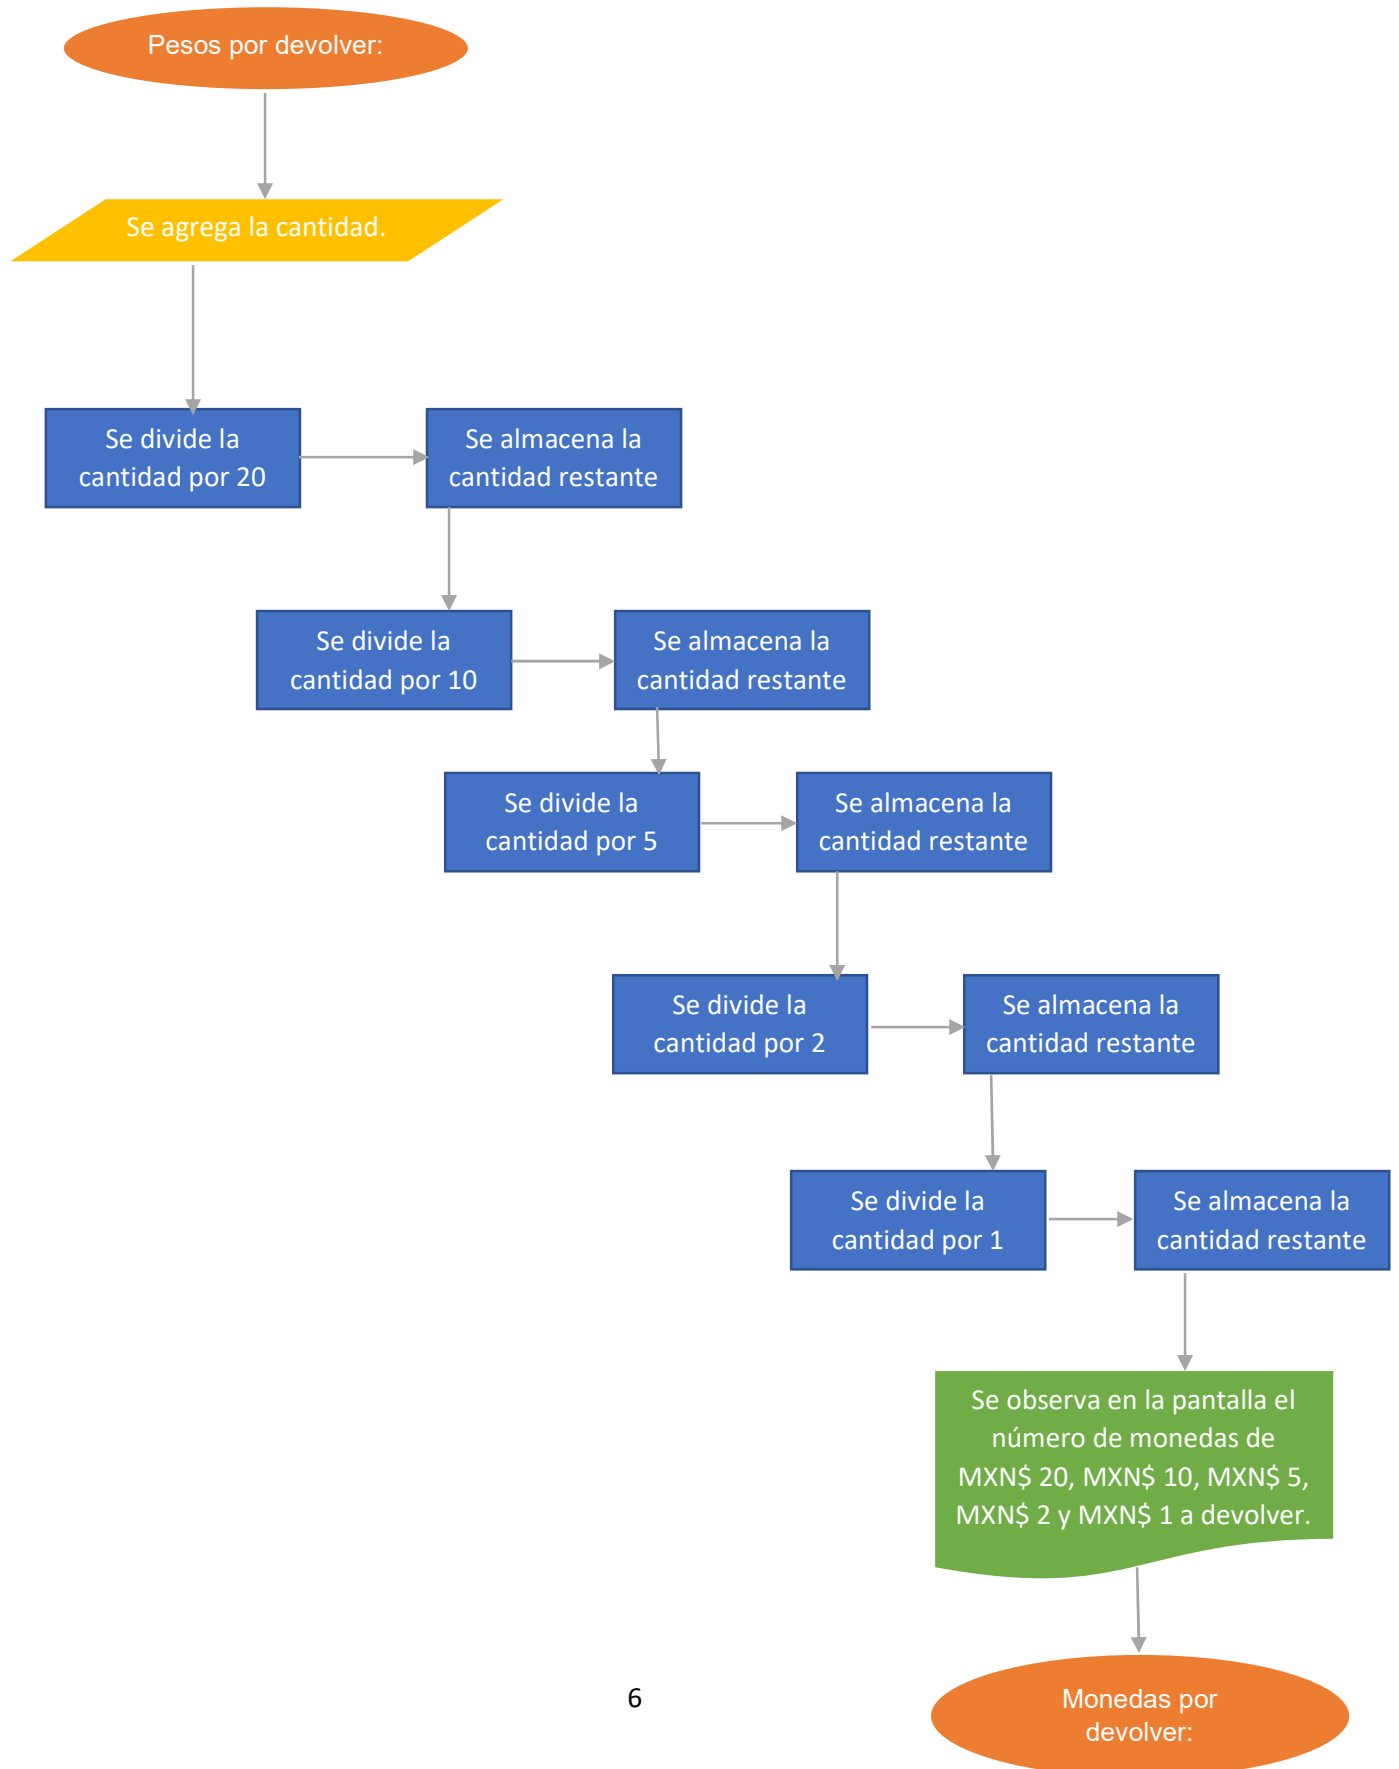 Pesos por devolver:
Se agrega la cantidad.
Se divide la
cantidad por 20
Se almacena la
cantidad restante
Se divide la
cantidad por 10
Se almacena la
cantidad restante
Se divide la
cantidad por 5
Se almacena la
cantidad restante
Se divide la
cantidad por 2
Se almacena la
cantidad restante
Se divide la
cantidad por 1
Se almacena la
cantidad restante
Se observa en la pantalla el
número de monedas de
MXN$ 20, MXN$ 10, MXN$ 5,
MXN$ 2 y MXN$ 1 a devolver.
Monedas por
devolver:
6